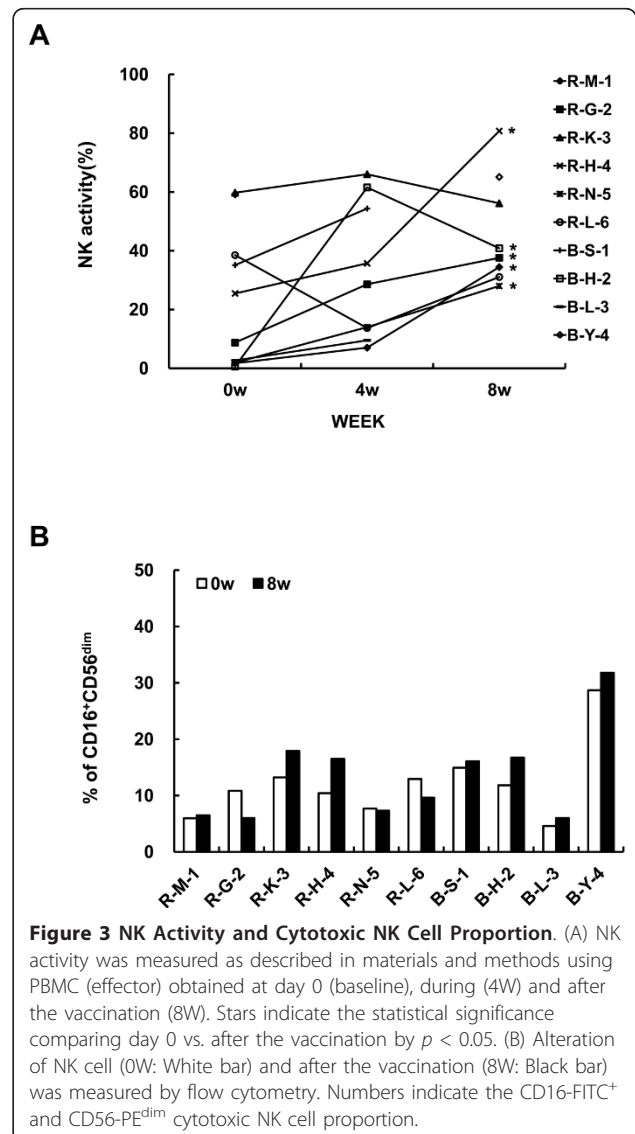 A
100
80
60
40
20
0
NK activity(%)
0w 4w 8w
WEEK
*
*
*
*
*
R-M-1
R-G-2
R-K-3
R-H-4
R-N-5
R-L-6
B-S-1
B-H-2
B-L-3
B-Y-4
B
50
40
30
20
10
0
% of CD16⁺CD56ᵈⁱᵐ
0w 8w
R-M-1 R-G-2 R-K-3 R-H-4 R-N-5 R-L-6 B-S-1 B-H-2 B-L-3 B-Y-4
Figure 3 NK Activity and Cytotoxic NK Cell Proportion. (A) NK
activity was measured as described in materials and methods using
PBMC (effector) obtained at day 0 (baseline), during (4W) and after
the vaccination (8W). Stars indicate the statistical significance
comparing day 0 vs. after the vaccination by p < 0.05. (B) Alteration
of NK cell (0W: White bar) and after the vaccination (8W: Black bar)
was measured by flow cytometry. Numbers indicate the CD16-FITC⁺
and CD56-PEᵈⁱᵐ cytotoxic NK cell proportion.